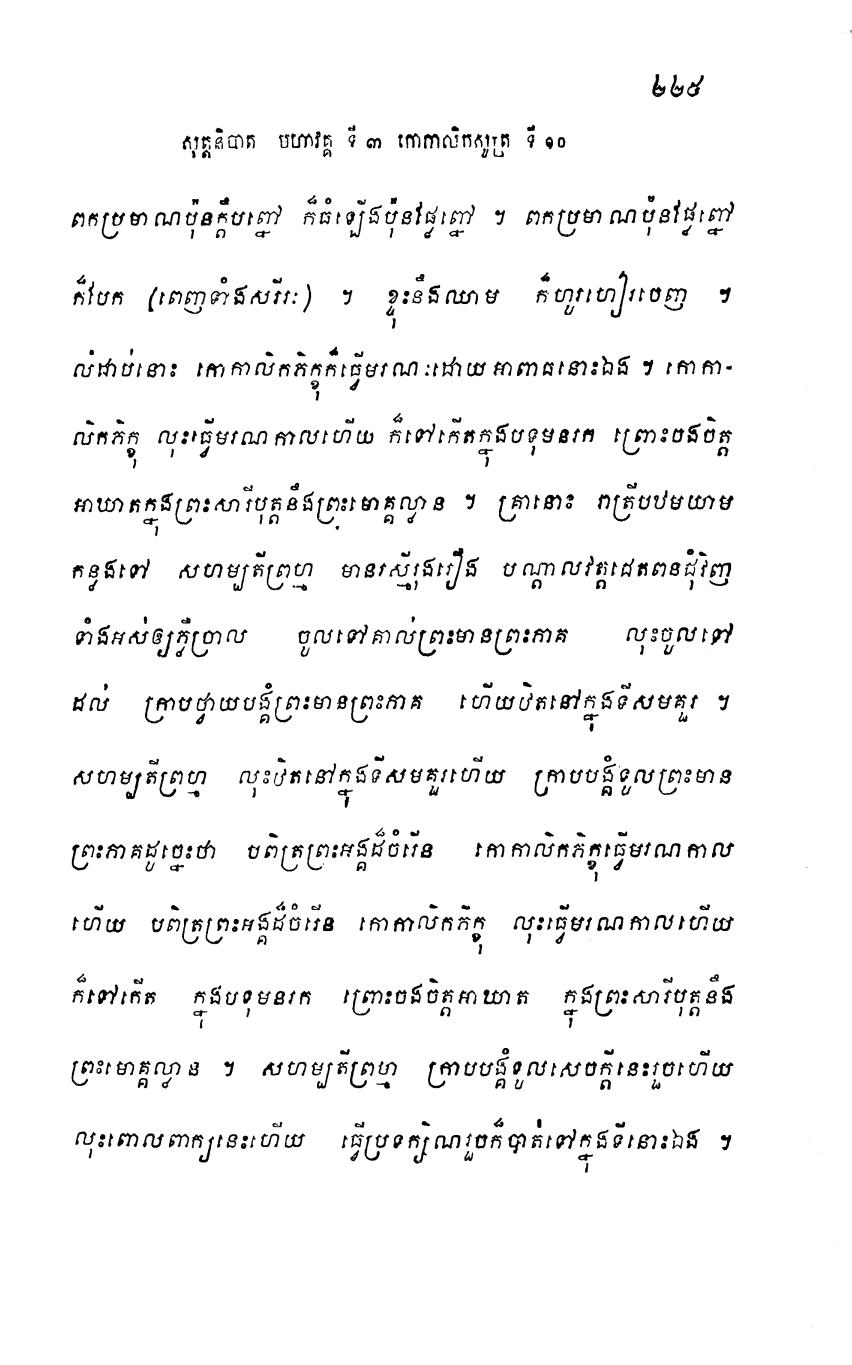 ២២៥
សុត្តនិបាត មហាវគ្គ ទី ៣ កោកាលិកសូត្រ ទី ១០
ពកប្រមាណប៉ុនក្ដឹបព្នៅ ក៏ធំឡើងប៉ុនផ្លែព្នៅ ។ ពកប្រមាណប៉ុនផ្លែព្នៅ
ក៏បែក (ពេញទាំងសរីរៈ) ។ ខ្ទុះនឹងឈាម ក៏ហូរហៀរចេញ ។
លំដាប់នោះ កោកាលិកភិក្ខុក៏ធ្វើមរណៈដោយអាពាធនោះឯង ។ កោកា-
លិកភិក្ខុ លុះធ្វើមរណកាលហើយ ក៏ទៅកើតក្នុងបទុមនរក ព្រោះចងចិត្ត
អាឃាតក្នុងព្រះសារីបុត្តនឹងព្រះមោគ្គល្លាន ។ គ្រានោះ រាត្រីបឋមយាម
កន្លងទៅ សហម្បតីព្រហ្ម មានរស្មីរុងរឿង បណ្ដាលវត្តជេតពនជុំវិញ
ទាំងអស់ឲ្យភ្លឺច្រាល ចូលទៅគាល់ព្រះមានព្រះភាគ លុះចូលទៅ
ដល់ ក្រាបថ្វាយបង្គំព្រះមានព្រះភាគ ហើយឋិតនៅក្នុងទីសមគួរ ។
សហម្បតីព្រហ្ម លុះឋិតនៅក្នុងទីសមគួរហើយ ក្រាបបង្គំទូលព្រះមាន
ព្រះភាគដូច្នេះថា បពិត្រព្រះអង្គដ៏ចំរើន កោកាលិកភិក្ខុធ្វើមរណកាល
ហើយ បពិត្រព្រះអង្គដ៏ចំរើន កោកាលិកភិក្ខុ លុះធ្វើមរណកាលហើយ
ក៏ទៅកើត ក្នុងបទុមនរក ព្រោះចងចិត្តអាឃាត ក្នុងព្រះសារីបុត្តនឹង
ព្រះមោគ្គល្លាន ។ សហម្បតីព្រហ្ម ក្រាបបង្គំទូលសេចក្ដីនេះរួចហើយ
លុះពោលពាក្យនេះហើយ ធ្វើប្រទក្សិណរួចក៏បាត់ទៅក្នុងទីនោះឯង ។